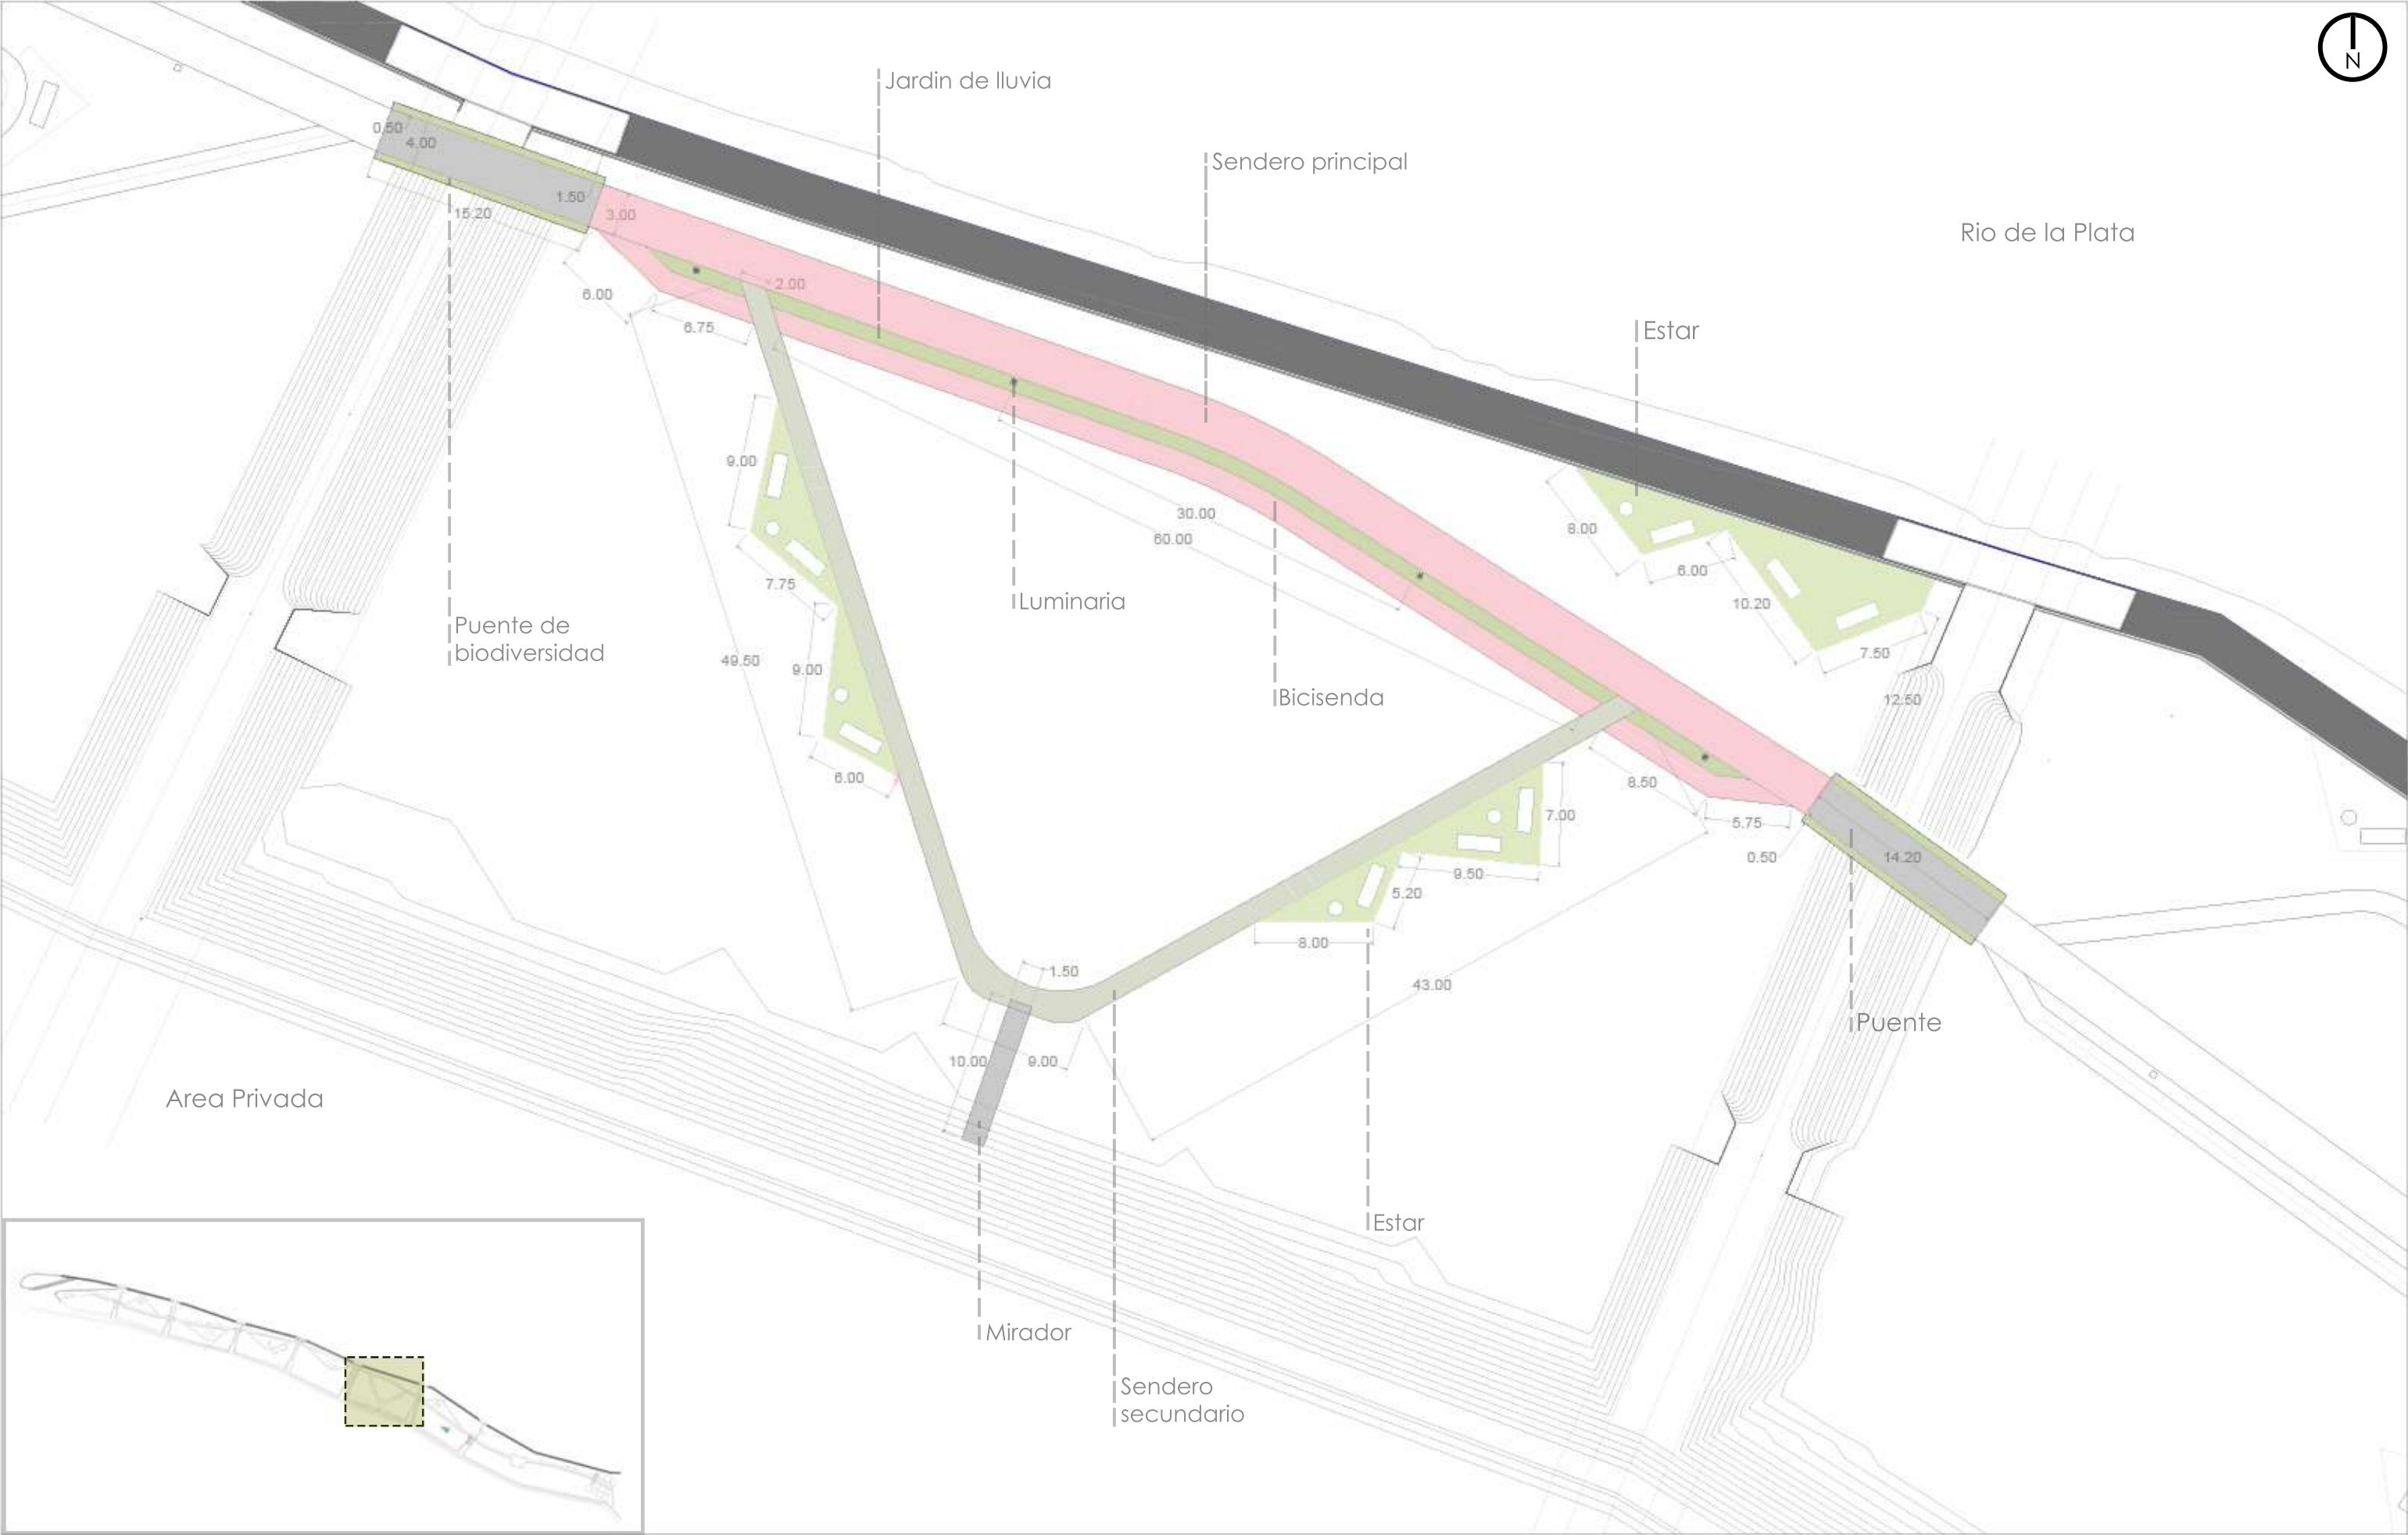 N
Jardin de lluvia
0.50
4.00
Sendero principal
1.50
15.20
3.00
Rio de la Plata
2.00
6.00
6.75
Estar
9.00
30.00
8.00
60.00
6.00
7.75
Luminaria
10.20
Puente de
biodiversidad
7.50
49.50
9.00
Bicisenda
12.50
6.00
8.50
7.00
5.75
0.50
14.20
9.50
5.20
8.00
1.50
43.00
Puente
10.00
9.00
Area Privada
Estar
Mirador
Sendero
secundario